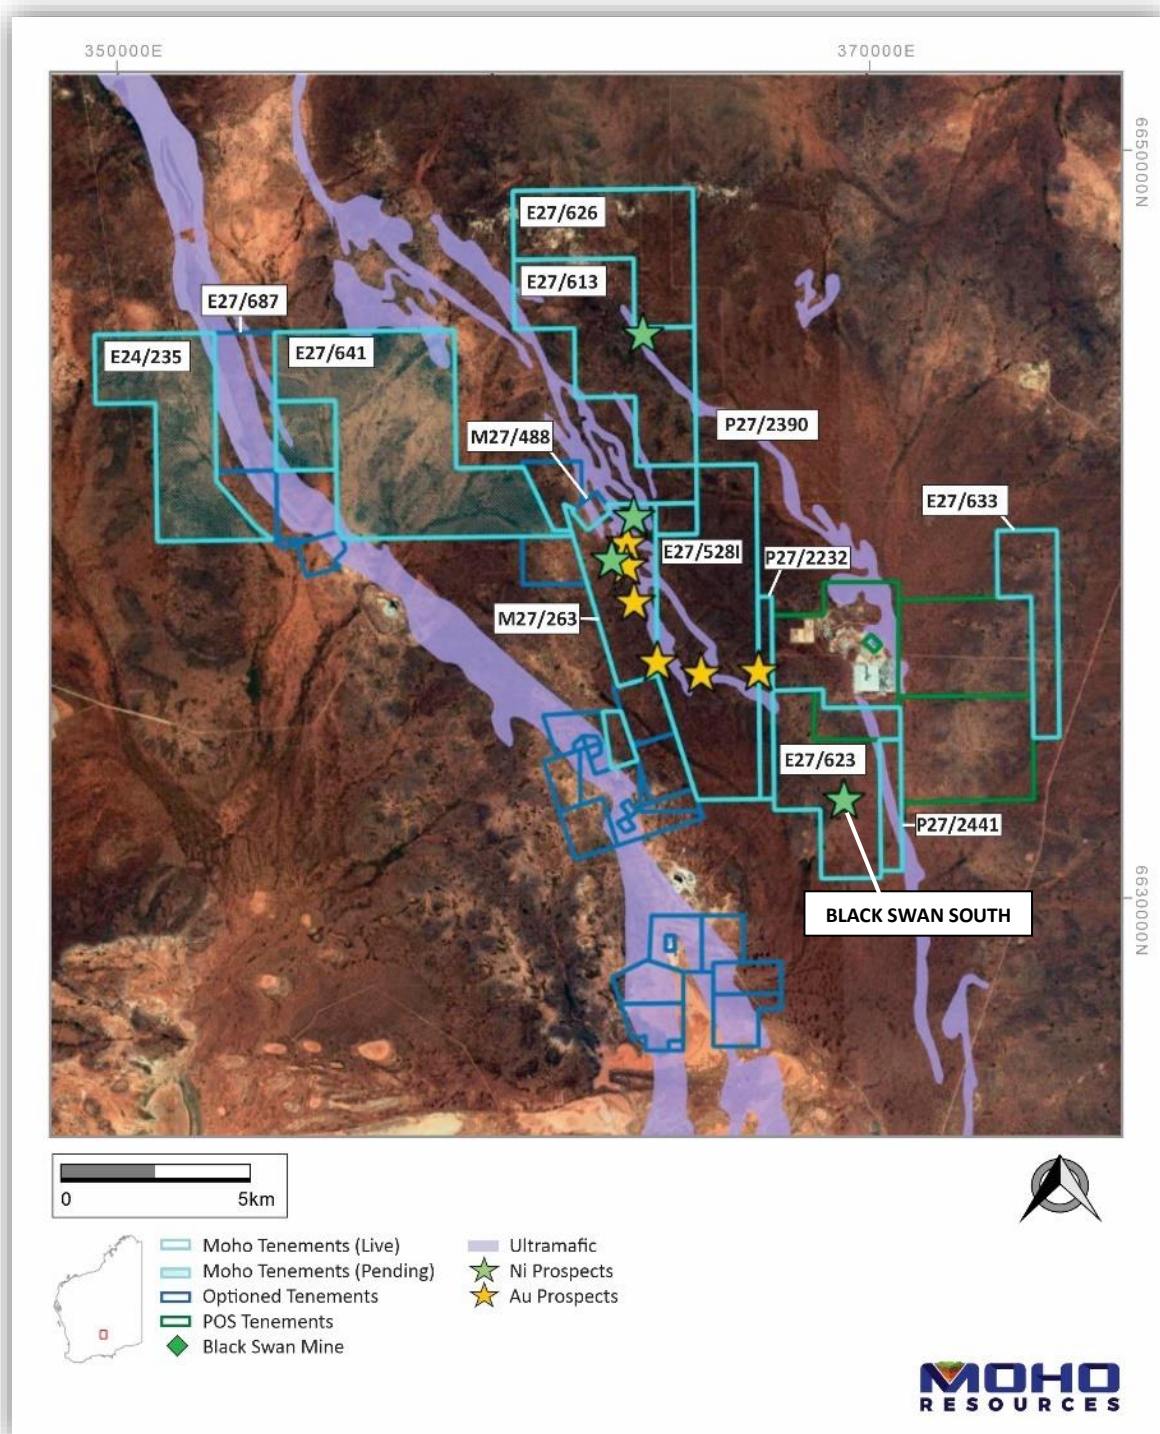 350000E
370000E
6650000N
E27/626
E27/613
E27/687
E24/235
E27/641
P27/2390
M27/488
E27/633
E27/528I
P27/2232
M27/263
E27/623
P27/2441
6630000N
BLACK SWAN SOUTH
0
5km
Moho Tenements (Live)
Moho Tenements (Pending)
Optioned Tenements
POS Tenements
Black Swan Mine
Ultramafic
Ni Prospects
Au Prospects
MOHO
RESOURCES